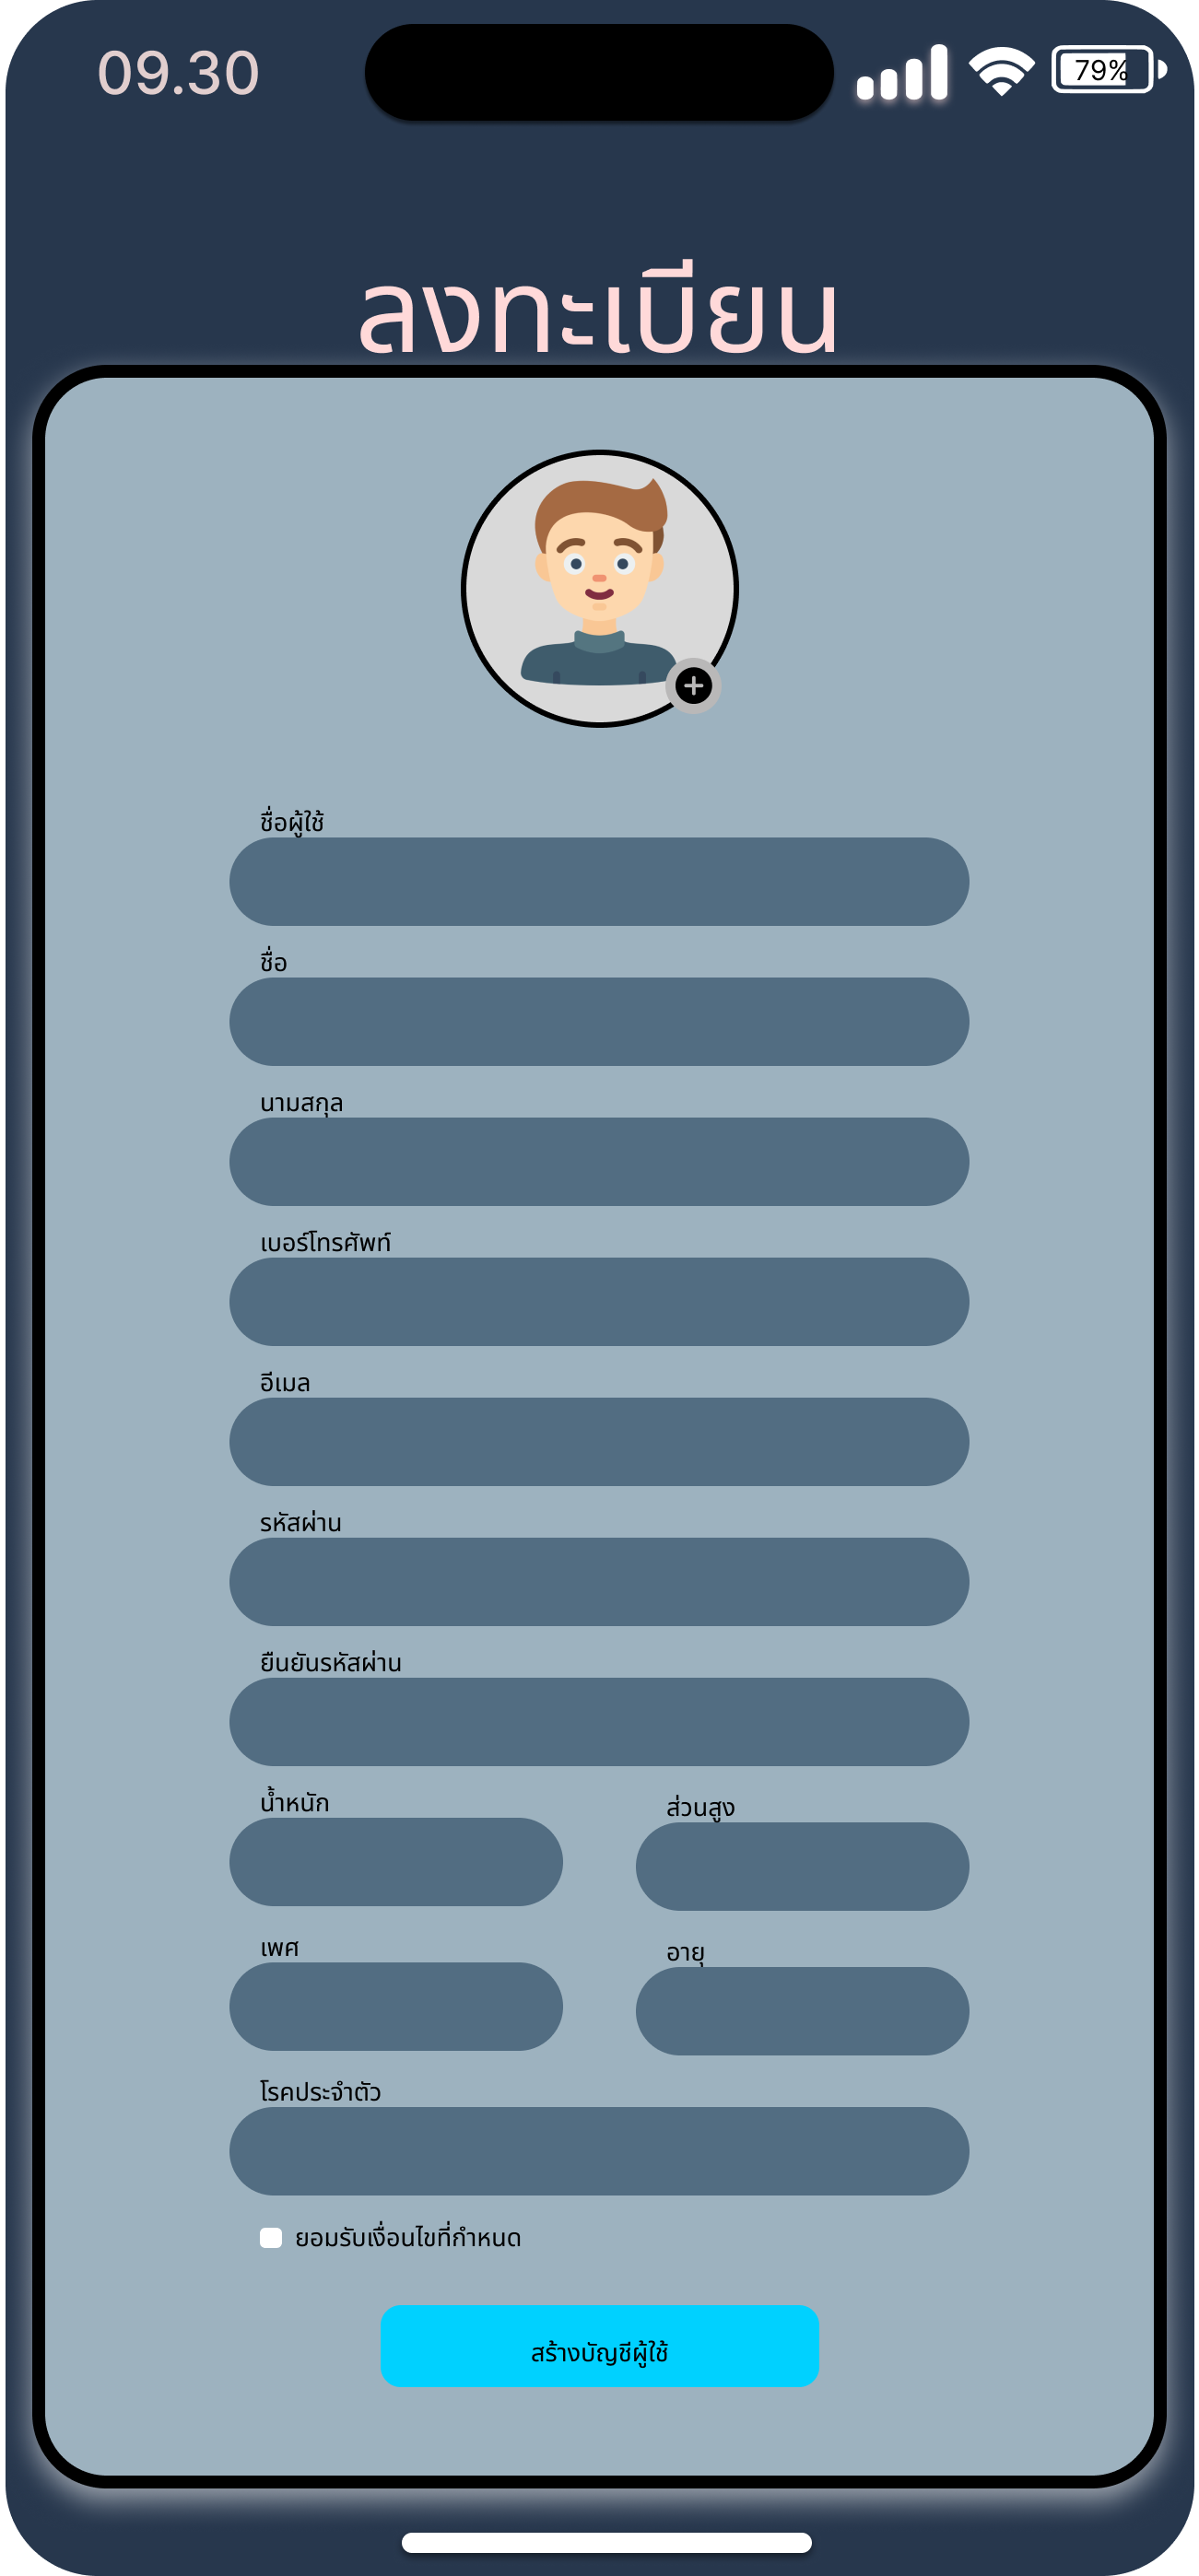 09.30
79%
ลงทะเบียน
ชื่อผู้ใช้
ชื่อ
นามสกุล
เบอร์โทรศัพท์
อีเมล
รหัสผ่าน
ยืนยันรหัสผ่าน
น้ำหนัก
ส่วนสูง
เพศ
อายุ
โรคประจำตัว
ยอมรับเงื่อนไขที่กำหนด
สร้างบัญชีผู้ใช้